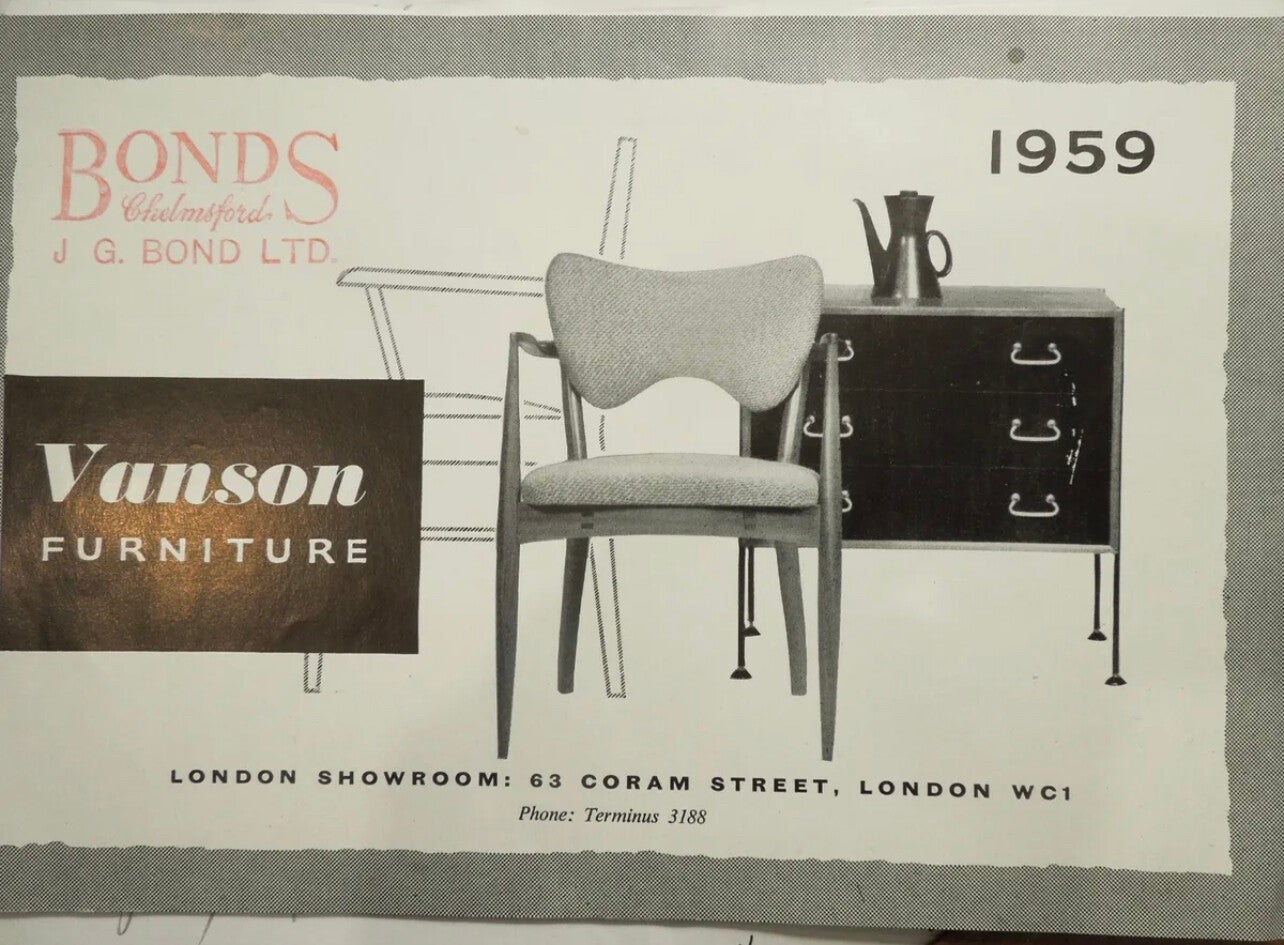 BONDS
Chelmsford.
J G. BOND LTD.
1959
Vanson
FURNITURE
LONDON SHOWROOM: 63 CORAM STREET, LONDON WC1
Phone: Terminus 3188